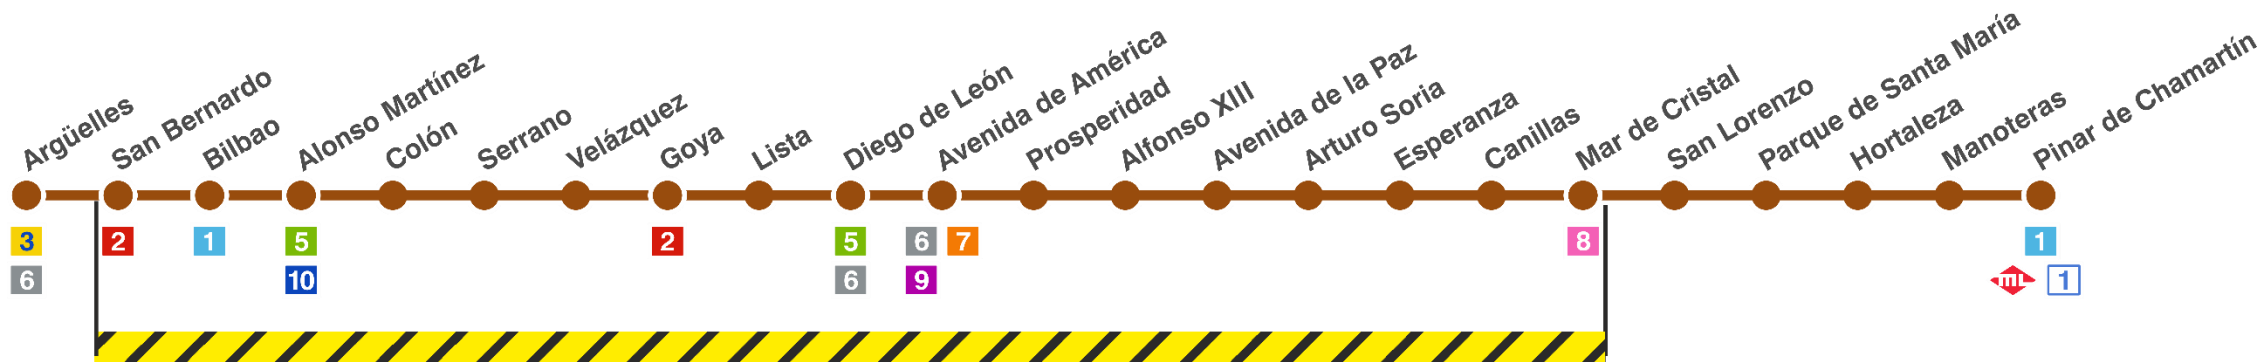 Argüelles
San Bernardo
Bilbao
Alonso Martínez
Colón
Serrano
Velázquez
Goya
Lista
Diego de León
Avenida de América
Prosperidad
Alfonso XIII
Avenida de la Paz
Arturo Soria
Esperanza
Canillas
Mar de Cristal
San Lorenzo
Parque de Santa María
Hortaleza
Manoteras
Pinar de Chamartín
3 2 1 5 2 5 6 7 8 1
6 10 6 9 ML 1